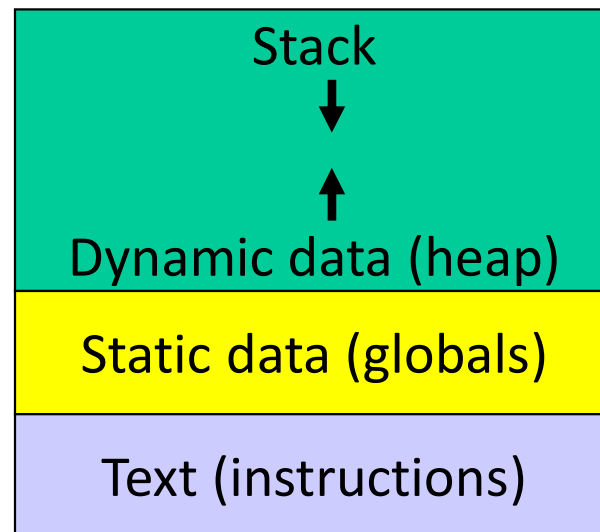 Stack
Dynamic data (heap)
Static data (globals)
Text (instructions)